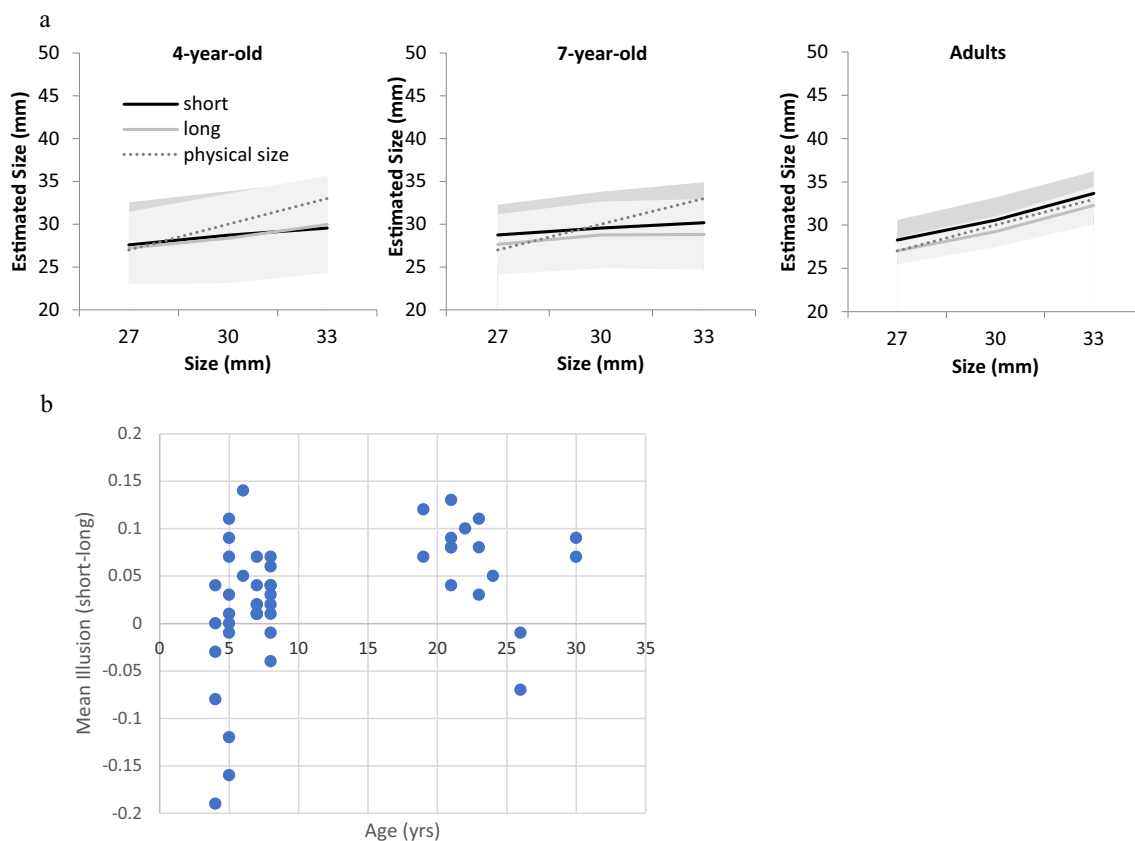 a
4-year-old
50
45
40
35
30
25
20
Estimated Size (mm)
short
long
physical size
27 30 33
Size (mm)
7-year-old
50
45
40
35
30
25
20
Estimated Size (mm)
27 30 33
Size (mm)
Adults
50
45
40
35
30
25
20
Estimated Size (mm)
27 30 33
Size (mm)
b
0.2
0.15
0.1
0.05
0
-0.05
-0.1
-0.15
-0.2
Mean Illusion (short-long)
0 5 10 15 20 25 30 35
Age (yrs)